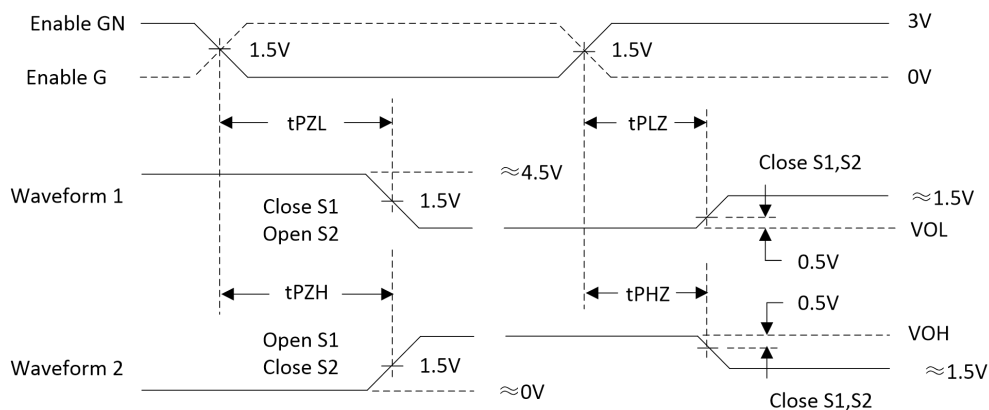 Enable GN
1.5V
1.5V
3V
Enable G
0V
tPZL
tPLZ
Close S1,S2
≈4.5V
Waveform 1
1.5V
≈1.5V
Close S1
Open S2
VOL
0.5V
tPZH
tPHZ
0.5V
Open S1
VOH
Close S2
Waveform 2
1.5V
≈1.5V
≈0V
Close S1,S2